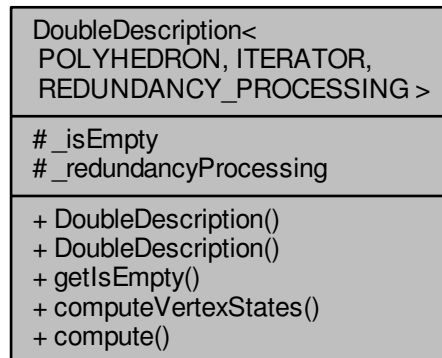 DoubleDescription<
POLYHEDRON, ITERATOR,
REDUNDANCY_PROCESSING >
# _isEmpty
# _redundancyProcessing
+ DoubleDescription()
+ DoubleDescription()
+ getIsEmpty()
+ computeVertexStates()
+ compute()